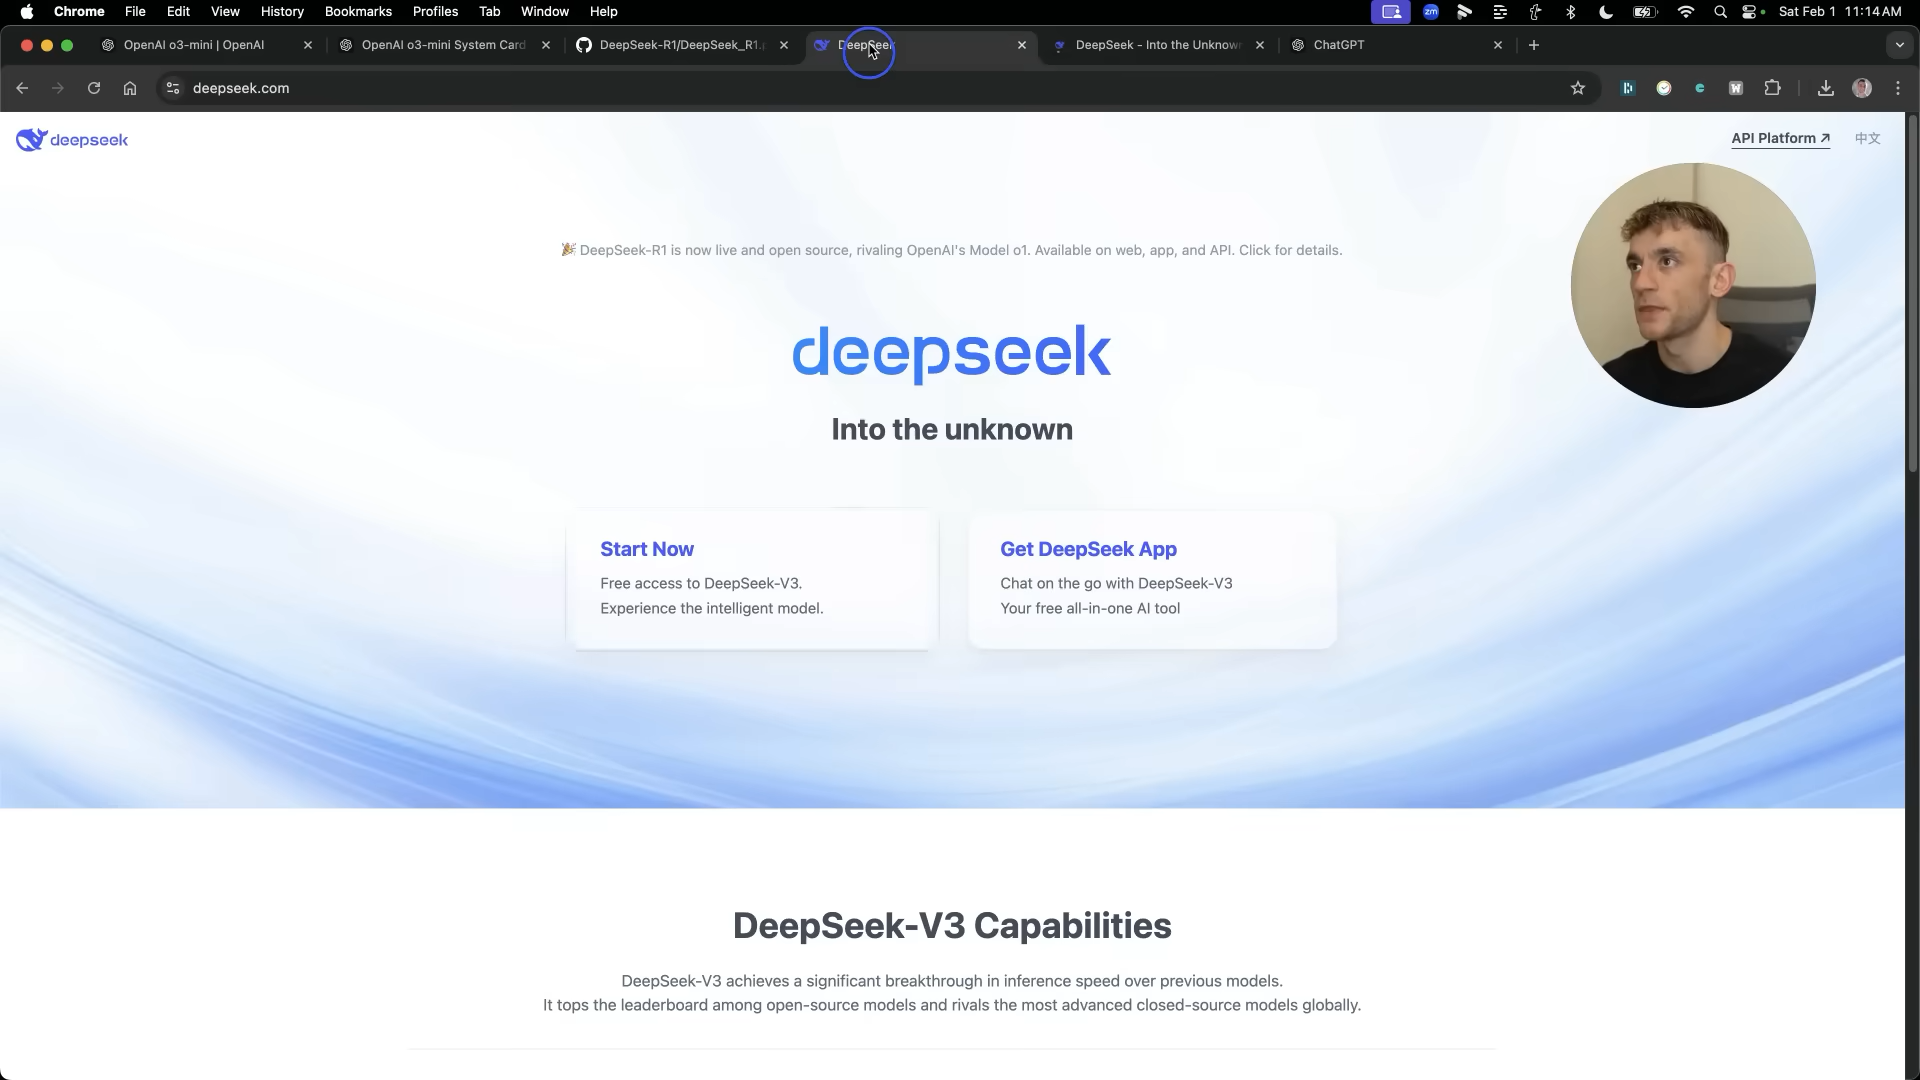 Chrome File Edit View History Bookmarks Profiles Tab Window Help zm Sat Feb 1 11:14 AM
OpenAI o3-mini | OpenAI
OpenAI o3-mini System Card
DeepSeek-R1/DeepSeek_R1.p
DeepSeek
DeepSeek - Into the Unknown
ChatGPT
deepseek.com
deepseek
API Platform ↗ 中文
🎉 DeepSeek-R1 is now live and open source, rivaling OpenAI's Model o1. Available on web, app, and API. Click for details.
deepseek
Into the unknown
Start Now
Free access to DeepSeek-V3.
Experience the intelligent model.
Get DeepSeek App
Chat on the go with DeepSeek-V3
Your free all-in-one AI tool
DeepSeek-V3 Capabilities
DeepSeek-V3 achieves a significant breakthrough in inference speed over previous models.
It tops the leaderboard among open-source models and rivals the most advanced closed-source models globally.